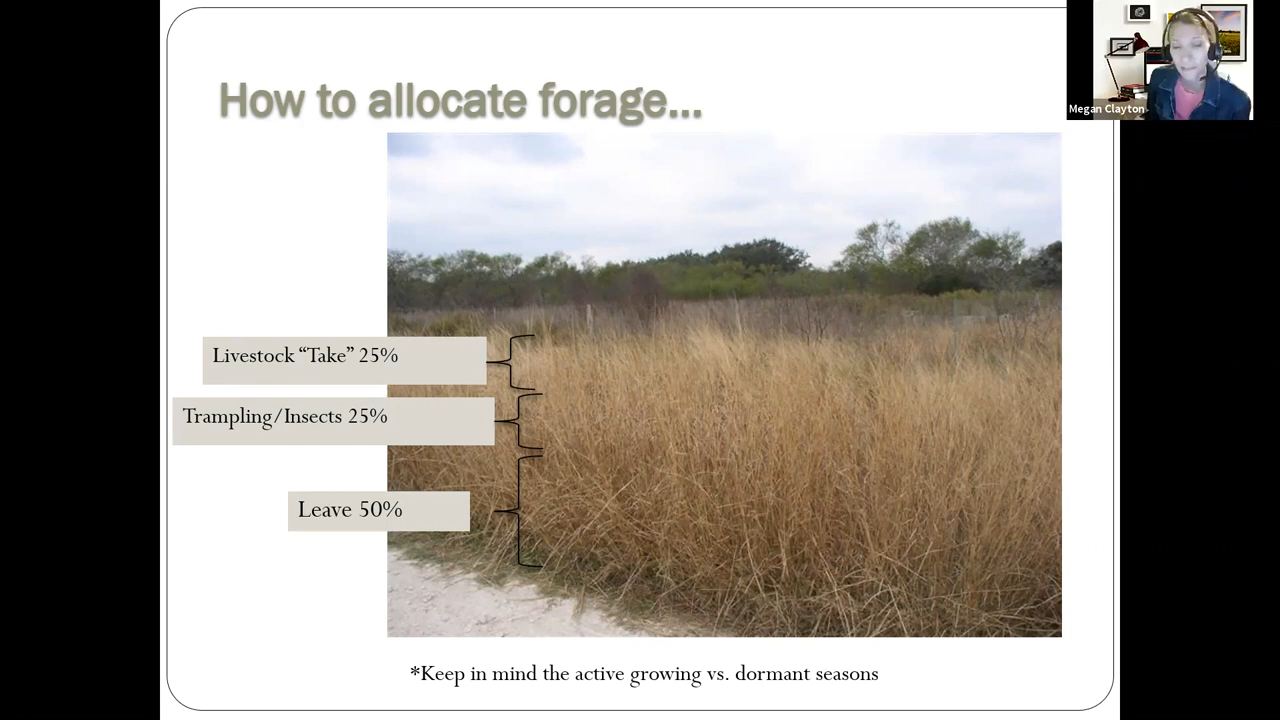 How to allocate forage...
Megan Clayton
Livestock “Take” 25%
Trampling/Insects 25%
Leave 50%
*Keep in mind the active growing vs. dormant seasons